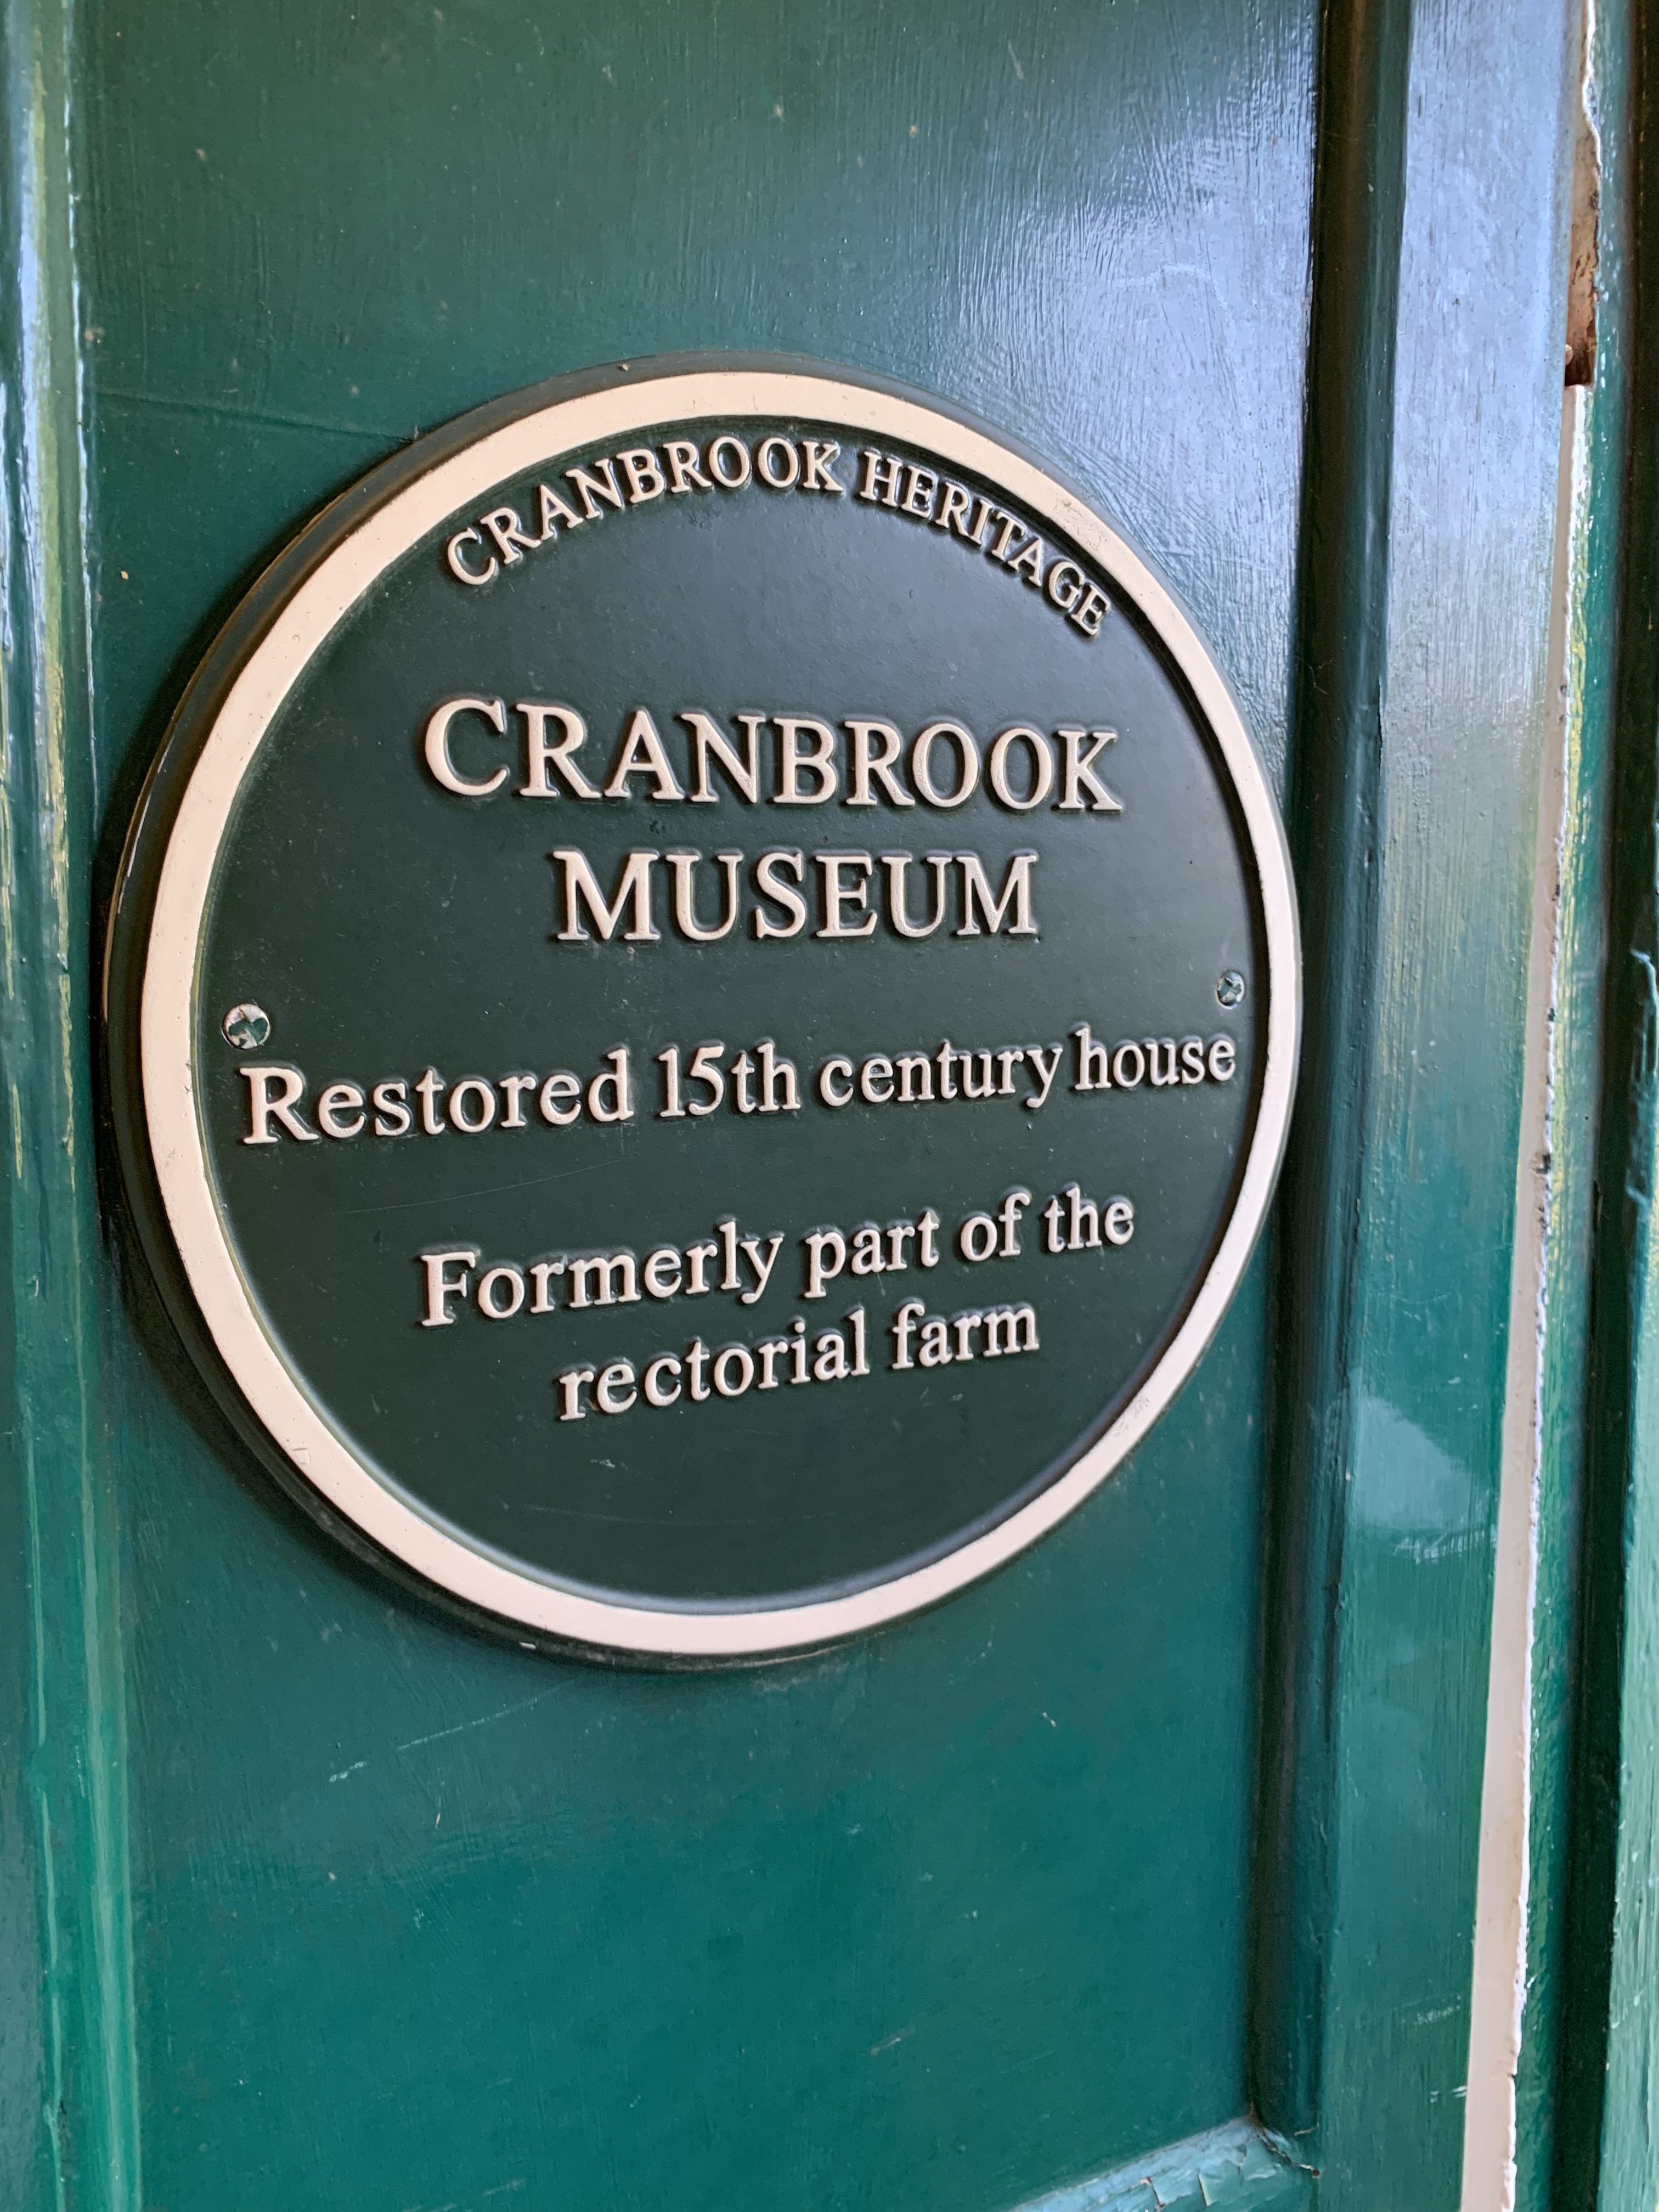 CRANBROOK HERITAGE
CRANBROOK
MUSEUM
Restored 15th century house
Formerly part of the
rectorial farm